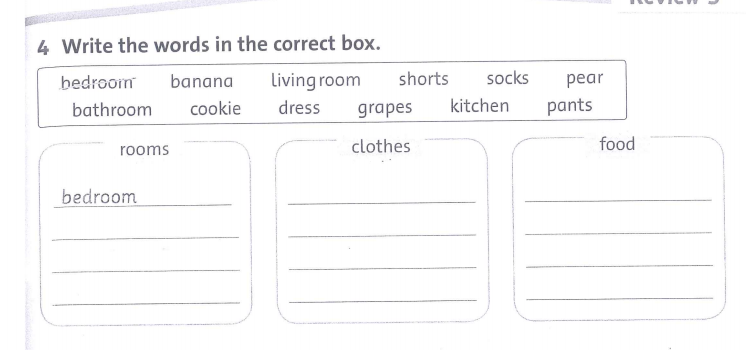 4 Write the words in the correct box.
bedroom banana living room shorts socks pear
bathroom cookie dress grapes kitchen pants
rooms clothes food
bedroom